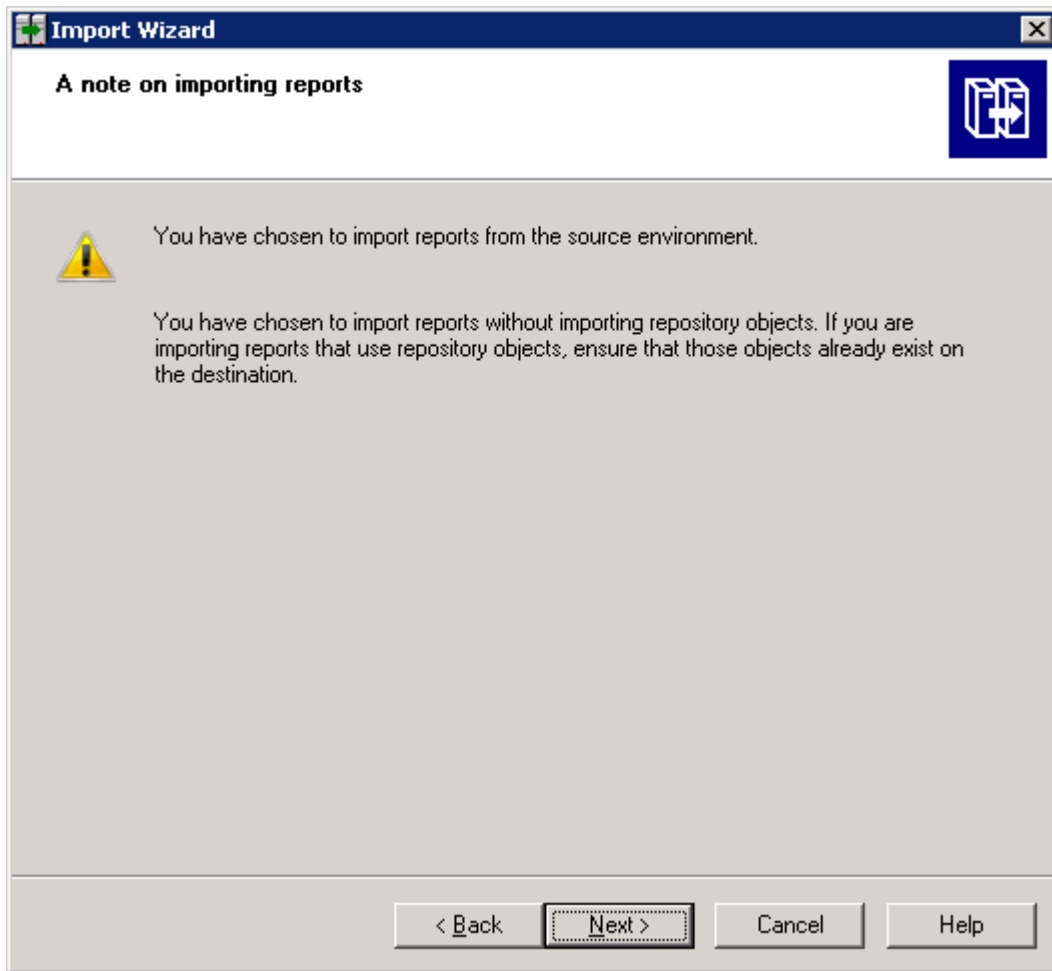 Import Wizard
A note on importing reports
You have chosen to import reports from the source environment.
You have chosen to import reports without importing repository objects. If you are
importing reports that use repository objects, ensure that those objects already exist on
the destination.
< Back
Next >
Cancel
Help